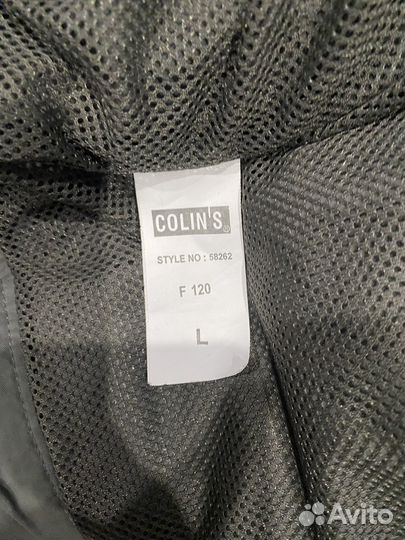 COLIN'S®
STYLE NO : 58262
F 120
L
Avito